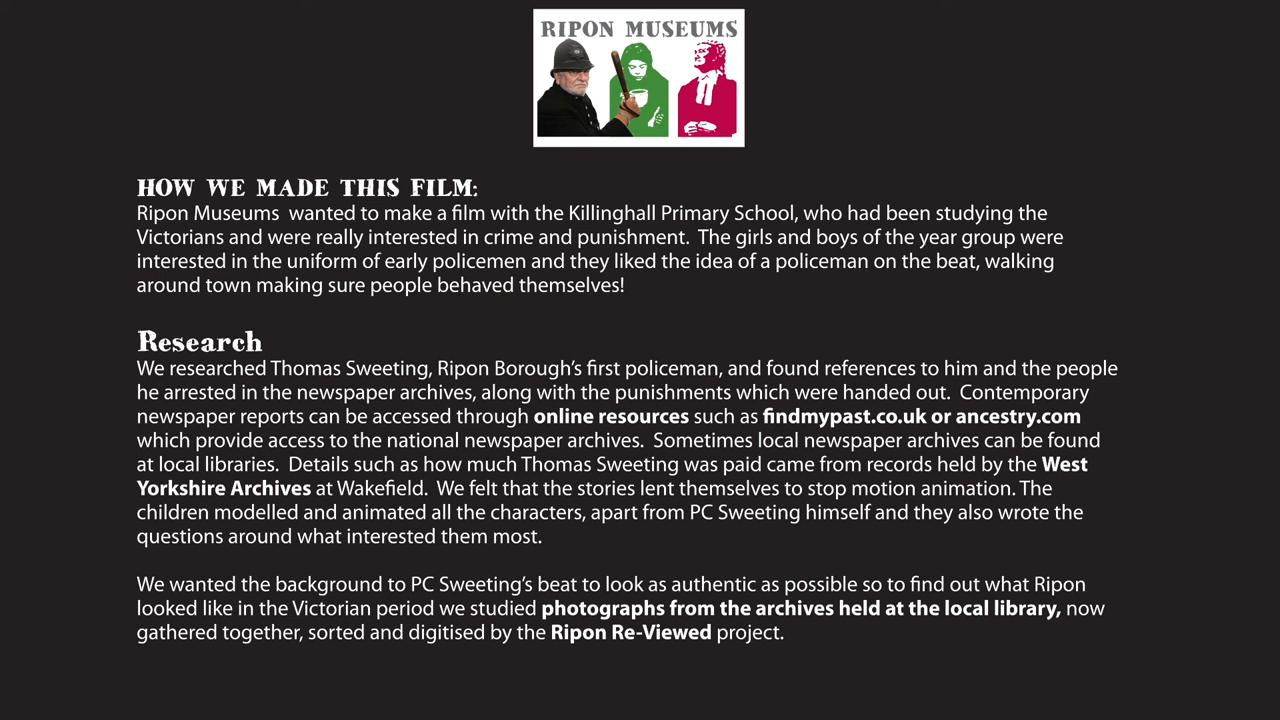 RIPON MUSEUMS
HOW WE MADE THIS FILM:
Ripon Museums wanted to make a film with the Killinghall Primary School, who had been studying the
Victorians and were really interested in crime and punishment. The girls and boys of the year group were
interested in the uniform of early policemen and they liked the idea of a policeman on the beat, walking
around town making sure people behaved themselves!
Research
We researched Thomas Sweeting, Ripon Borough's first policeman, and found references to him and the people
he arrested in the newspaper archives, along with the punishments which were handed out. Contemporary
newspaper reports can be accessed through online resources such as findmypast.co.uk or ancestry.com
which provide access to the national newspaper archives. Sometimes local newspaper archives can be found
at local libraries. Details such as how much Thomas Sweeting was paid came from records held by the West
Yorkshire Archives at Wakefield. We felt that the stories lent themselves to stop motion animation. The
children modelled and animated all the characters, apart from PC Sweeting himself and they also wrote the
questions around what interested them most.
We wanted the background to PC Sweeting's beat to look as authentic as possible so to find out what Ripon
looked like in the Victorian period we studied photographs from the archives held at the local library, now
gathered together, sorted and digitised by the Ripon Re-Viewed project.